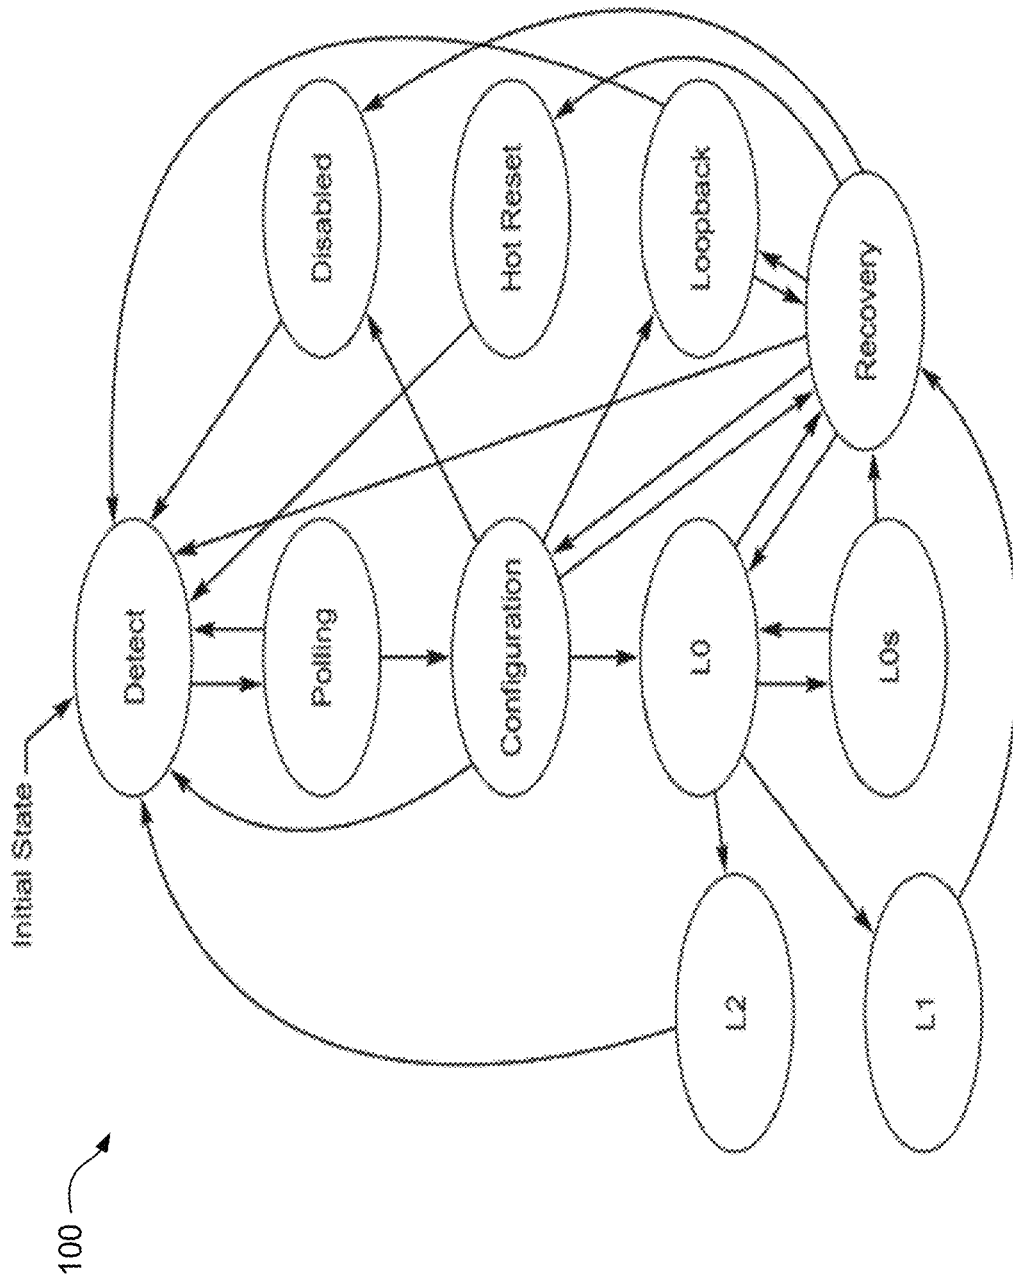 100
Initial State
Detect
Polling
Configuration
L0
L0s
L2
L1
Disabled
Hot Reset
Loopback
Recovery